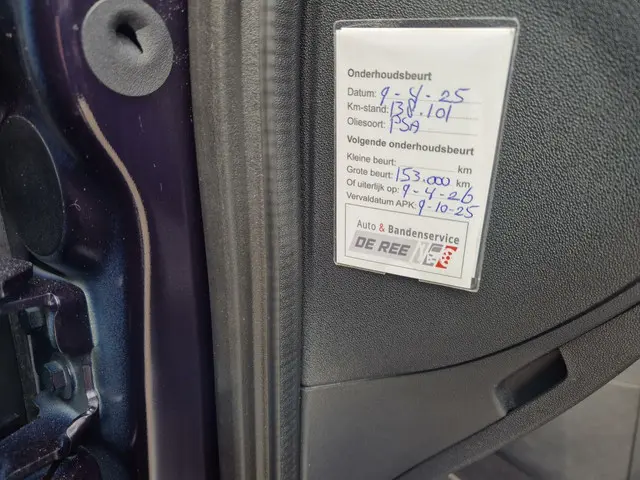 Onderhoudsbeurt
Datum: 9-4-25
Km-stand: 138.101
Oliesoort: PSA
Volgende onderhoudsbeurt
Kleine beurt: km
Grote beurt: 153.000 km
Of uiterlijk op: 9-4-26
Vervaldatum APK: 9-10-25
Auto & Bandenservice
DE REE